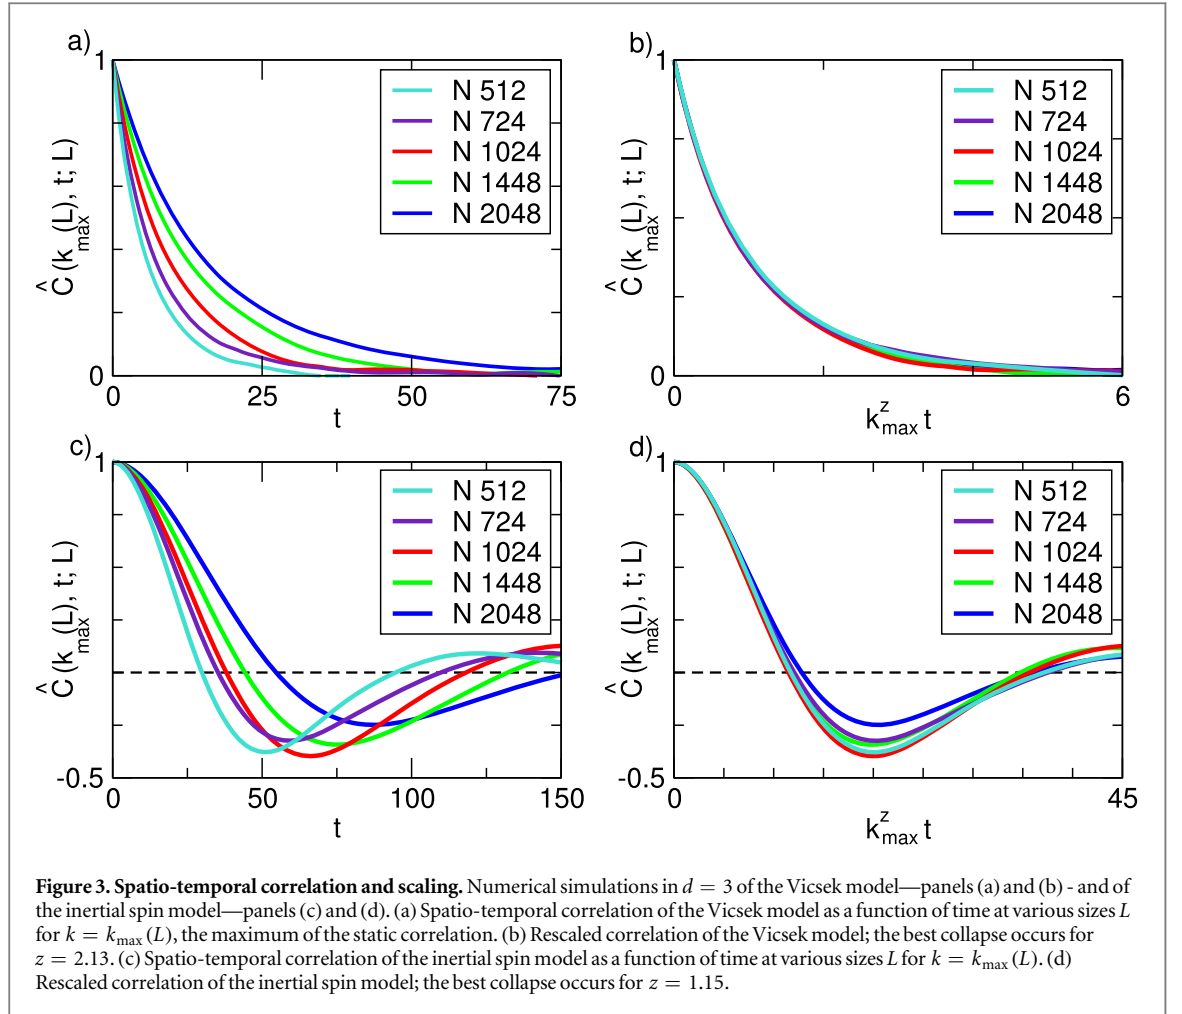 a)
1
Ĉ (k_max (L), t; L)
N 512
N 724
N 1024
N 1448
N 2048
0
0
25
50
75
t
b)
1
Ĉ (k_max (L), t; L)
N 512
N 724
N 1024
N 1448
N 2048
0
0
6
k^z_max t
c)
1
Ĉ (k_max (L), t; L)
N 512
N 724
N 1024
N 1448
N 2048
-0.5
0
50
100
150
t
d)
1
Ĉ (k_max (L), t; L)
N 512
N 724
N 1024
N 1448
N 2048
-0.5
0
45
k^z_max t
Figure 3. Spatio-temporal correlation and scaling. Numerical simulations in d = 3 of the Vicsek model—panels (a) and (b) - and of
the inertial spin model—panels (c) and (d). (a) Spatio-temporal correlation of the Vicsek model as a function of time at various sizes L
for k = k_max (L), the maximum of the static correlation. (b) Rescaled correlation of the Vicsek model; the best collapse occurs for
z = 2.13. (c) Spatio-temporal correlation of the inertial spin model as a function of time at various sizes L for k = k_max (L). (d)
Rescaled correlation of the inertial spin model; the best collapse occurs for z = 1.15.